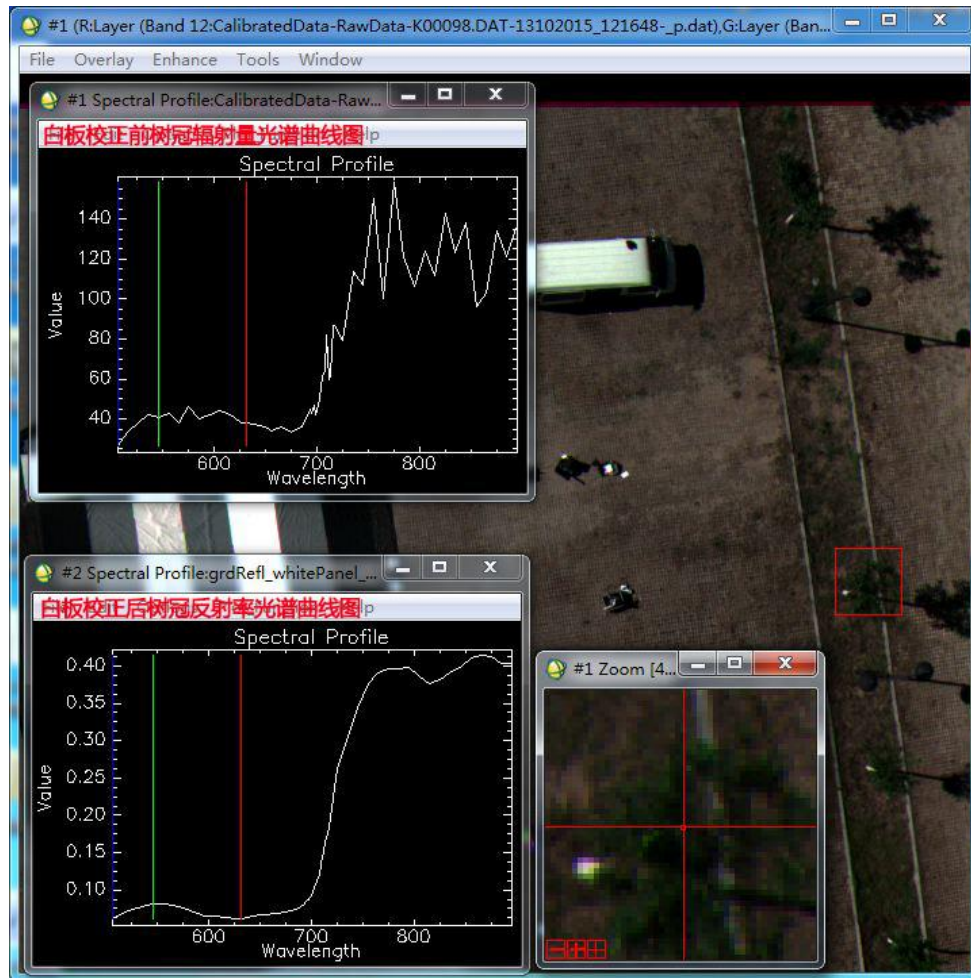 #1 (R:Layer (Band 12:CalibratedData-RawData-K00098.DAT-13102015_121648-_p.dat),G:Layer (Ban...
File Overlay Enhance Tools Window
#1 Spectral Profile:CalibratedData-Raw...
白板校正前树冠辐射量光谱曲线图lp
Spectral Profile
140
120
100
80
60
40
Value
600 700 800
Wavelength
#2 Spectral Profile:grdRefl_whitePanel_...
白板校正后树冠反射率光谱曲线图lp
Spectral Profile
0.40
0.35
0.30
0.25
0.20
0.15
0.10
Value
600 700 800
Wavelength
#1 Zoom [4...